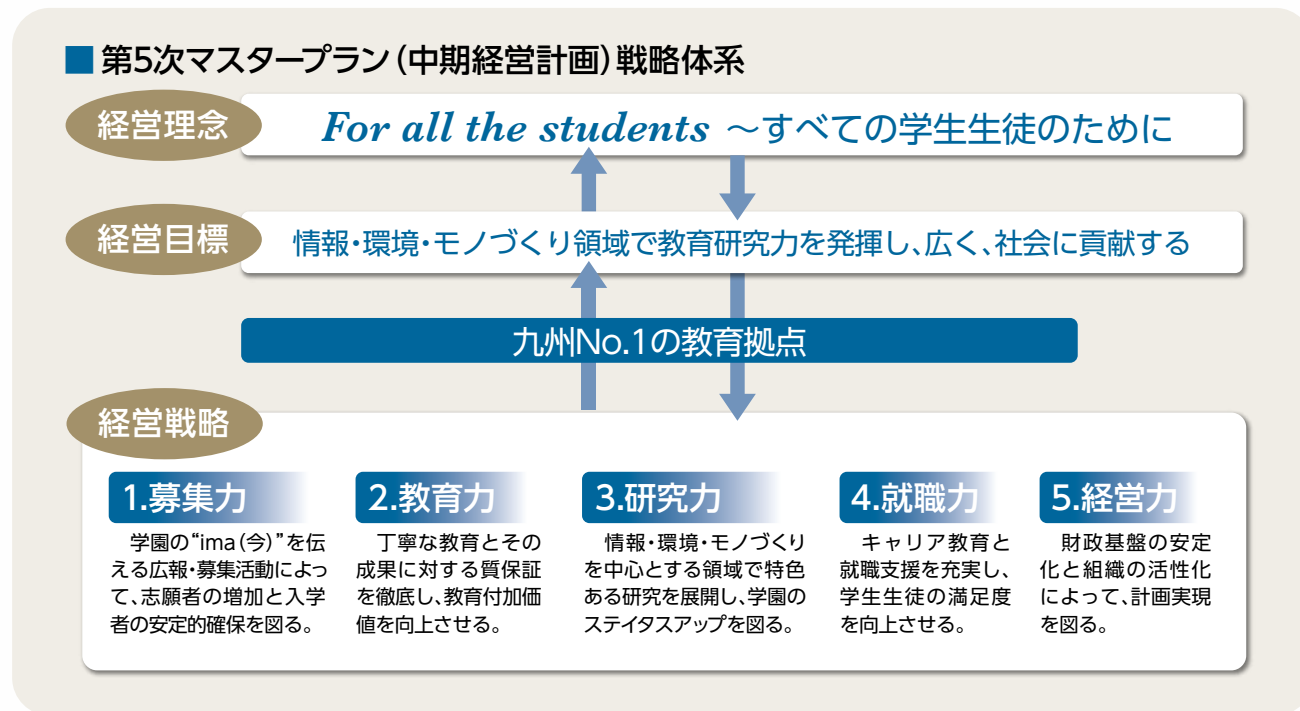 ■ 第5次マスタープラン(中期経営計画)戦略体系
経営理念
For all the students ～すべての学生生徒のために
経営目標
情報・環境・モノづくり領域で教育研究力を発揮し、広く、社会に貢献する
九州No.1の教育拠点
経営戦略
1.募集力
学園の“ima(今)”を伝
える広報・募集活動によっ
て、志願者の増加と入学
者の安定的確保を図る。
2.教育力
丁寧な教育とその
成果に対する質保証
を徹底し、教育付加価
値を向上させる。
3.研究力
情報・環境・モノづくり
を中心とする領域で特色
ある研究を展開し、学園の
ステイタスアップを図る。
4.就職力
キャリア教育と
就職支援を充実し、
学生生徒の満足度
を向上させる。
5.経営力
財政基盤の安定
化と組織の活性化
によって、計画実現
を図る。